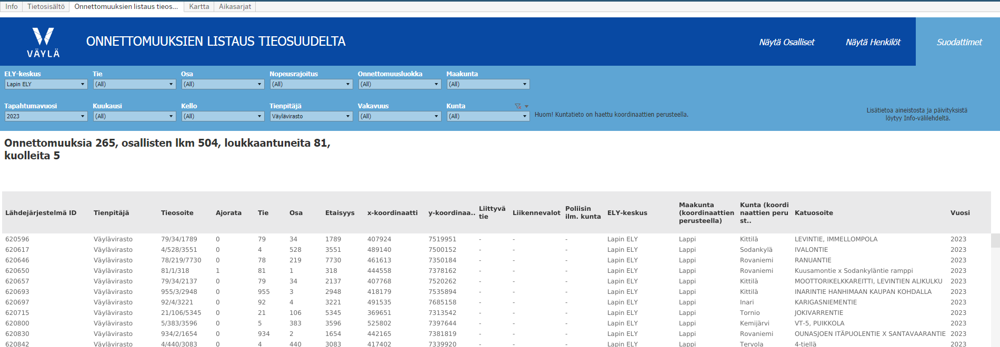 Info Tietosisältö Onnettomuuksien listaus tieos... Kartta Aikasarjat
VÄYLÄ
ONNETTOMUUKSIEN LISTAUS TIEOSUUDELTA
Näytä Osalliset Näytä Henkilöt Suodattimet
ELY-keskus Tie Osa Nopeusrajoitus Onnettomuusluokka Maakunta
Lapin ELY (All) (All) (All) (All) (All)
Tapahtumavuosi Kuukausi Kello Tienpitäjä Vakavuus Kunta
2023 (All) (All) Väylävirasto (All) (All)
Huom! Kuntatieto on haettu koordinaattien perusteella.
Lisätietoa aineistosta ja päivityksistä
löytyy Info-välilehdeltä.
Onnettomuuksia 265, osallisten lkm 504, loukkaantuneita 81,
kuolleita 5
Lähdejärjestelmä ID Tienpitäjä Tieosoite Ajorata Tie Osa Etaisyys x-koordinaatti y-koordinaa.. Liittyvä tie Liikennevalot Poliisin ilm. kunta ELY-keskus Maakunta (koordinaattien perusteella) Kunta (koordi naattien peru st.. Katuosoite Vuosi
620596 Väylävirasto 79/34/1789 0 79 34 1789 407924 7519951 - - - Lapin ELY Lappi Kittilä LEVINTIE, IMMELLOMPOLA 2023
620617 Väylävirasto 4/528/3551 0 4 528 3551 489140 7500152 - - - Lapin ELY Lappi Sodankylä IVALONTIE 2023
620646 Väylävirasto 78/219/7730 0 78 219 7730 461613 7350184 - - - Lapin ELY Lappi Rovaniemi RANUANTIE 2023
620650 Väylävirasto 81/1/318 1 81 1 318 444558 7378162 - - - Lapin ELY Lappi Rovaniemi Kuusamontie x Sodankyläntie ramppi 2023
620657 Väylävirasto 79/34/2137 0 79 34 2137 407768 7520262 - - - Lapin ELY Lappi Kittilä MOOTTORIKELKKAREITTI, LEVINTIEN ALIKULKU 2023
620693 Väylävirasto 955/3/2948 0 955 3 2948 418179 7535894 - - - Lapin ELY Lappi Kittilä INARINTIE HANHIMAAN KAUPAN KOHDALLA 2023
620697 Väylävirasto 92/4/3221 0 92 4 3221 491535 7685158 - - - Lapin ELY Lappi Inari KARIGASNIEMENTIE 2023
620715 Väylävirasto 21/106/5345 0 21 106 5345 369651 7313542 - - - Lapin ELY Lappi Tornio JOKIVARRENTIE 2023
620800 Väylävirasto 5/383/3596 0 5 383 3596 525802 7397644 - - - Lapin ELY Lappi Kemijärvi VT-5, PUIKKOLA 2023
620830 Väylävirasto 934/2/1654 0 934 2 1654 442165 7381819 - - - Lapin ELY Lappi Rovaniemi OUNASJOEN ITÄPUOLENTIE X SANTAVAARANTIE 2023
620842 Väylävirasto 4/440/3083 0 4 440 3083 417402 7339920 - - - Lapin ELY Lappi Tervola 4-tiellä 2023